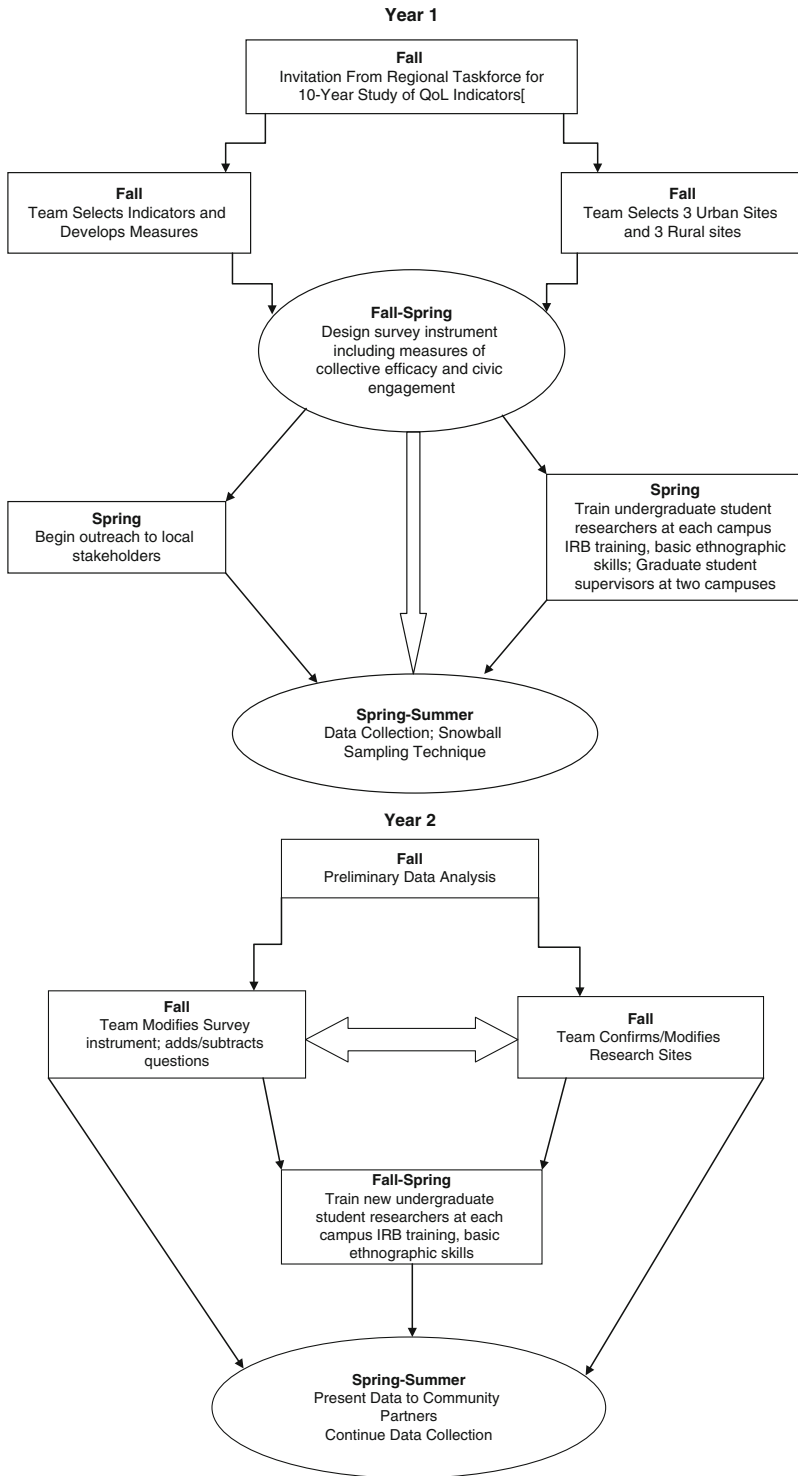 Year 1
Fall
Invitation From Regional Taskforce for
10-Year Study of QoL Indicators[
Fall
Team Selects Indicators and
Develops Measures
Fall
Team Selects 3 Urban Sites
and 3 Rural sites
Fall-Spring
Design survey instrument
including measures of
collective efficacy and civic
engagement
Spring
Begin outreach to local
stakeholders
Spring
Train undergraduate student
researchers at each campus
IRB training, basic ethnographic
skills; Graduate student
supervisors at two campuses
Spring-Summer
Data Collection; Snowball
Sampling Technique
Year 2
Fall
Preliminary Data Analysis
Fall
Team Modifies Survey
instrument; adds/subtracts
questions
Fall
Team Confirms/Modifies
Research Sites
Fall-Spring
Train new undergraduate
student researchers at each
campus IRB training, basic
ethnographic skills
Spring-Summer
Present Data to Community
Partners
Continue Data Collection